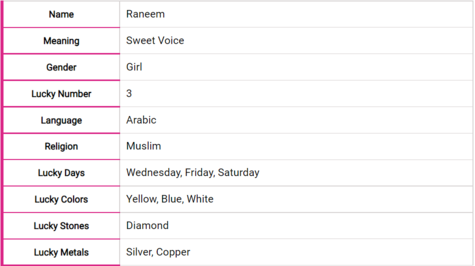 Name Raneem
Meaning Sweet Voice
Gender Girl
Lucky Number 3
Language Arabic
Religion Muslim
Lucky Days Wednesday, Friday, Saturday
Lucky Colors Yellow, Blue, White
Lucky Stones Diamond
Lucky Metals Silver, Copper